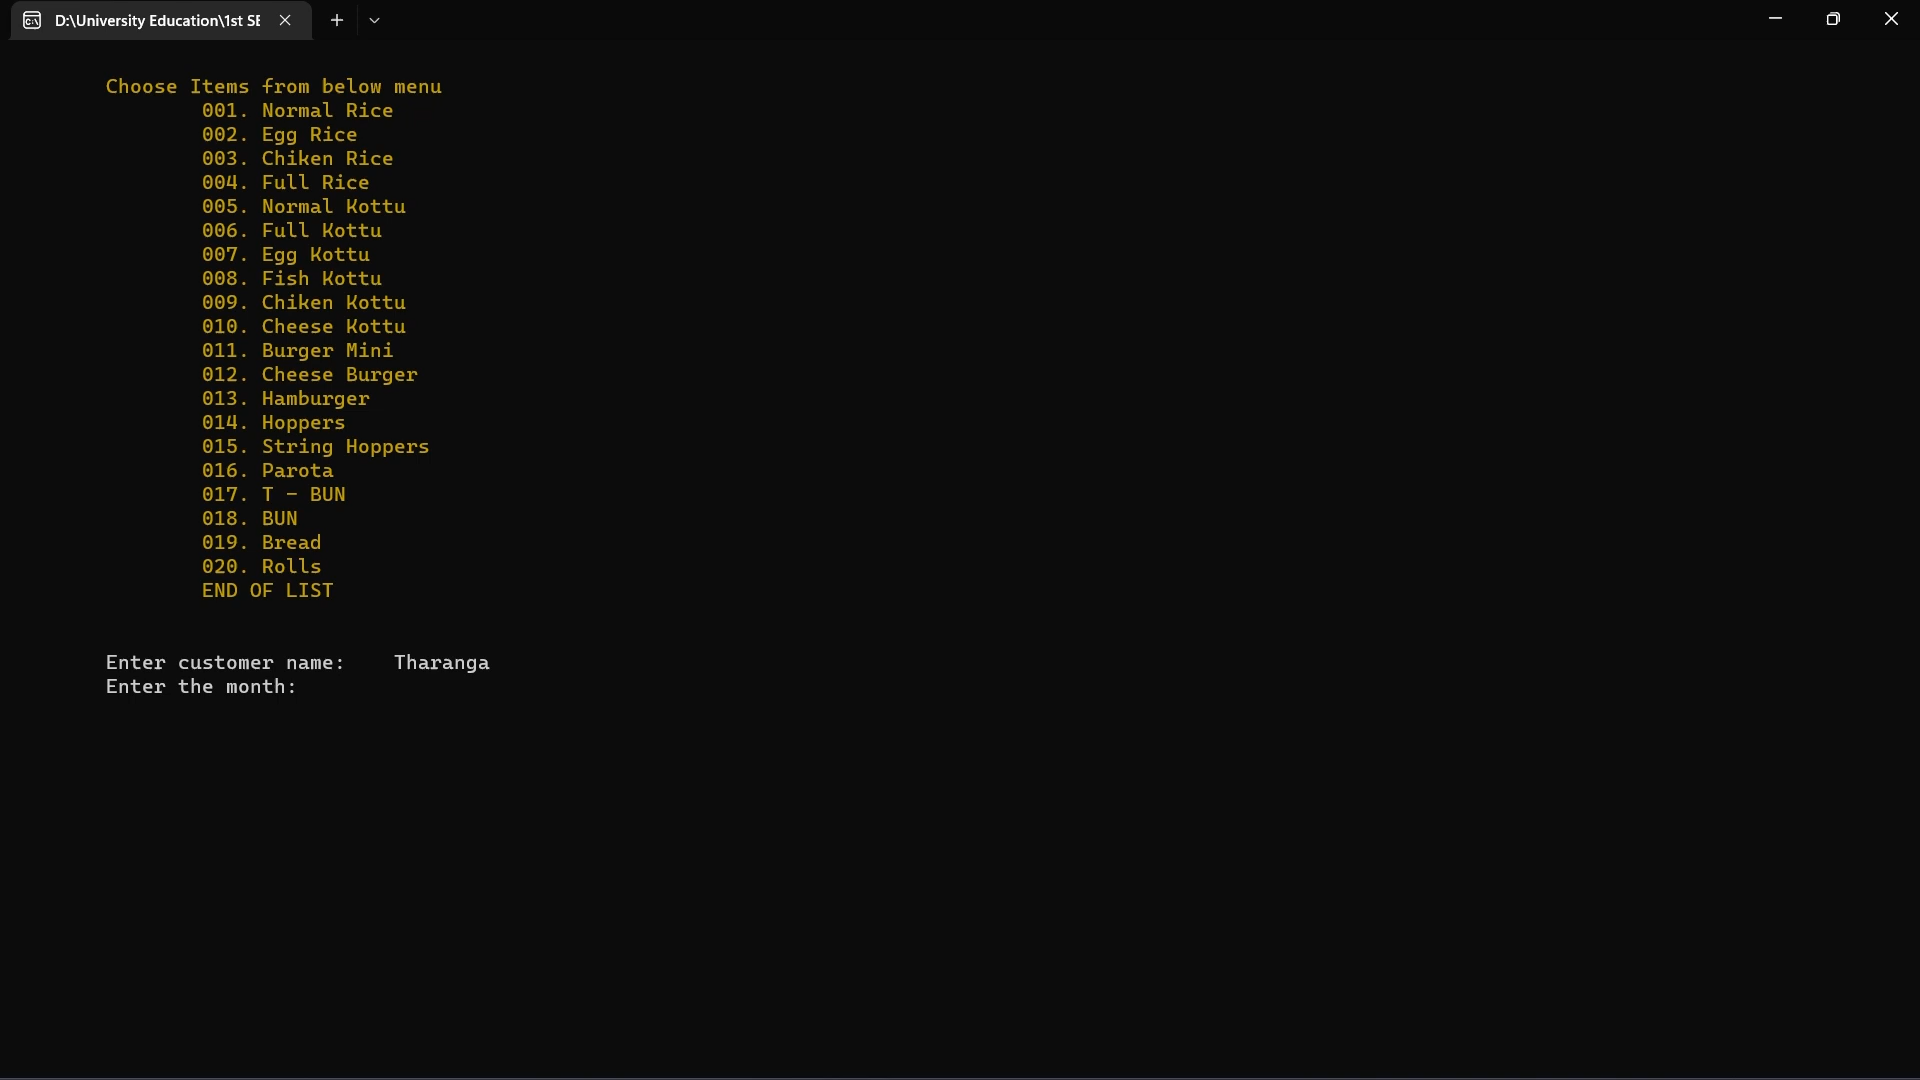 D:\University Education\1st SE
Choose Items from below menu
001. Normal Rice
002. Egg Rice
003. Chiken Rice
004. Full Rice
005. Normal Kottu
006. Full Kottu
007. Egg Kottu
008. Fish Kottu
009. Chiken Kottu
010. Cheese Kottu
011. Burger Mini
012. Cheese Burger
013. Hamburger
014. Hoppers
015. String Hoppers
016. Parota
017. T - BUN
018. BUN
019. Bread
020. Rolls
END OF LIST
Enter customer name: Tharanga
Enter the month: